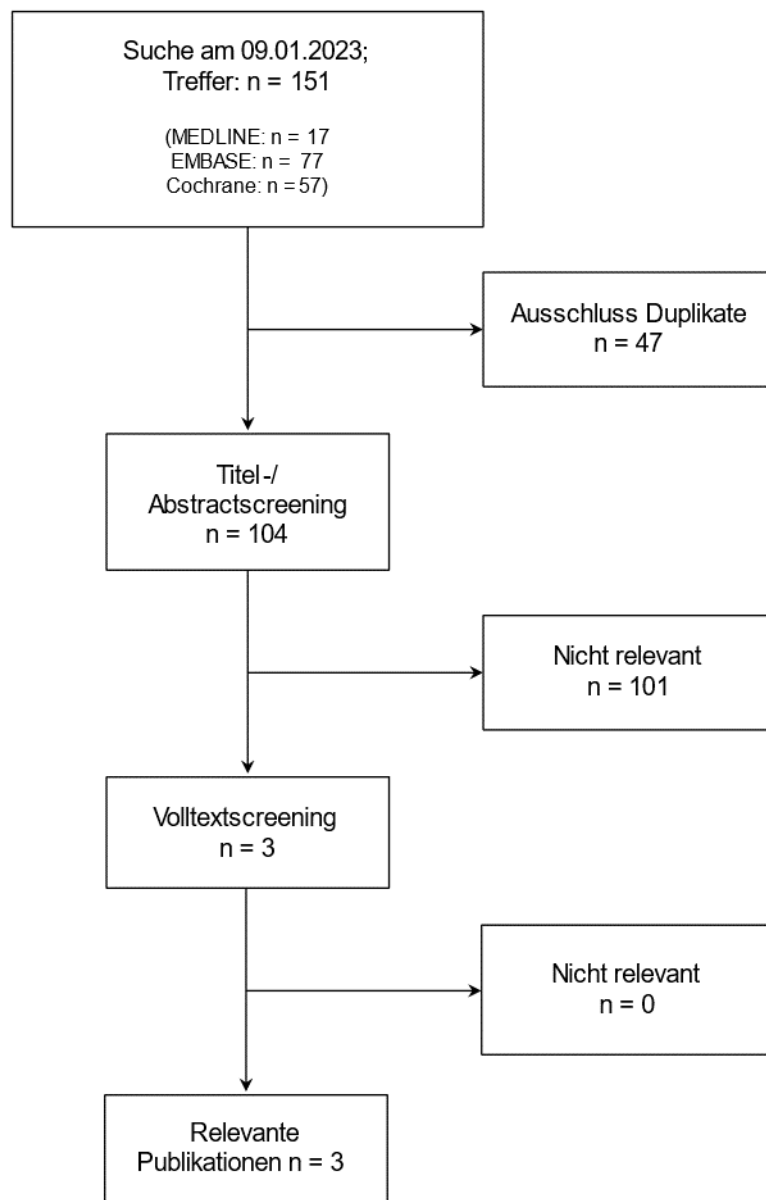 Suche am 09.01.2023;
Treffer: n = 151
(MEDLINE: n = 17
EMBASE: n = 77
Cochrane: n = 57)
Ausschluss Duplikate
n = 47
Titel-/
Abstractscreening
n = 104
Nicht relevant
n = 101
Volltextscreening
n = 3
Nicht relevant
n = 0
Relevante
Publikationen n = 3